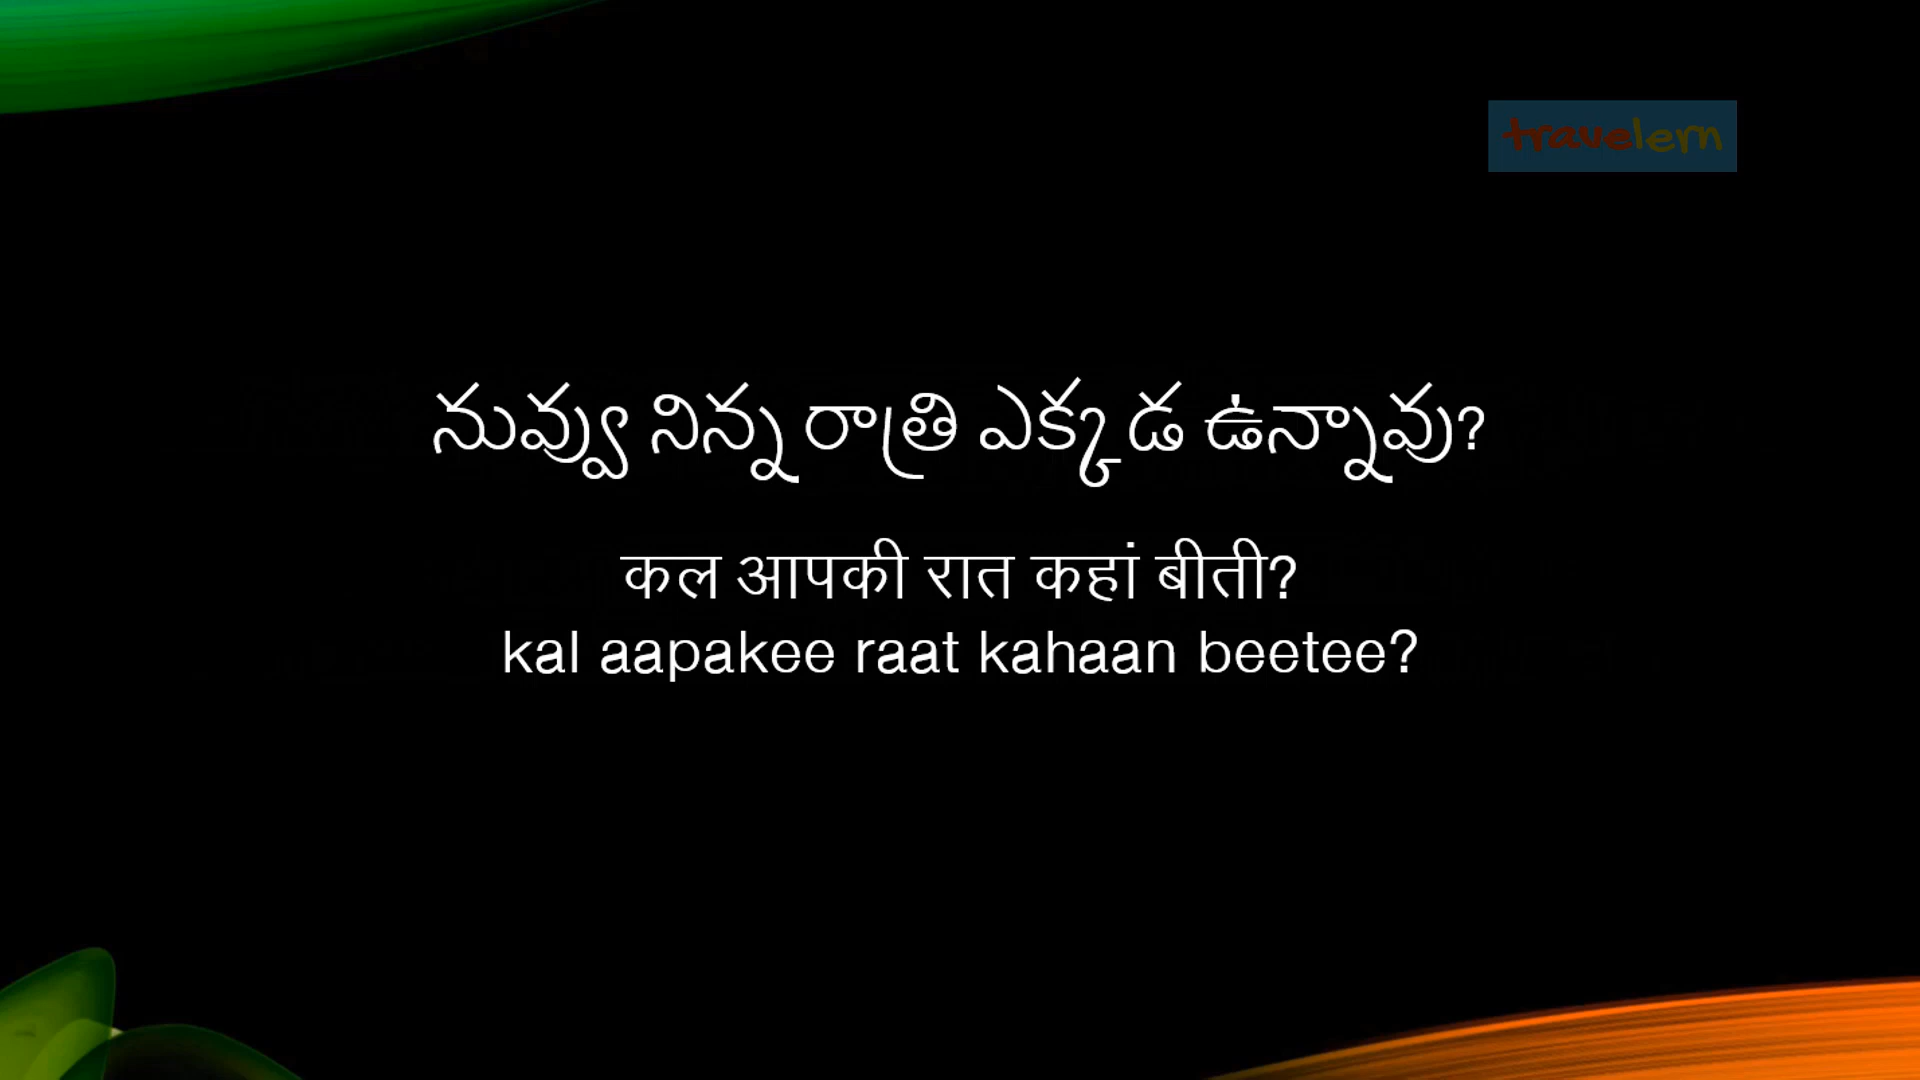 travelern
నువ్వు నిన్న రాత్రి ఎక్కడ ఉన్నావు?
कल आपकी रात कहां बीती?
kal aapakee raat kahaan beetee?